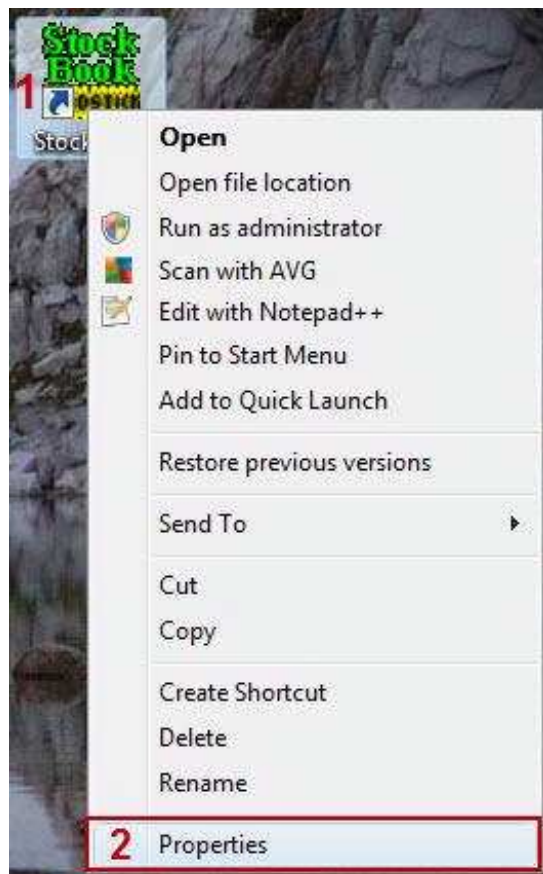 Stock
Book
1
DSTICK
Stock
Open
Open file location
Run as administrator
Scan with AVG
Edit with Notepad++
Pin to Start Menu
Add to Quick Launch
Restore previous versions
Send To
Cut
Copy
Create Shortcut
Delete
Rename
2 Properties